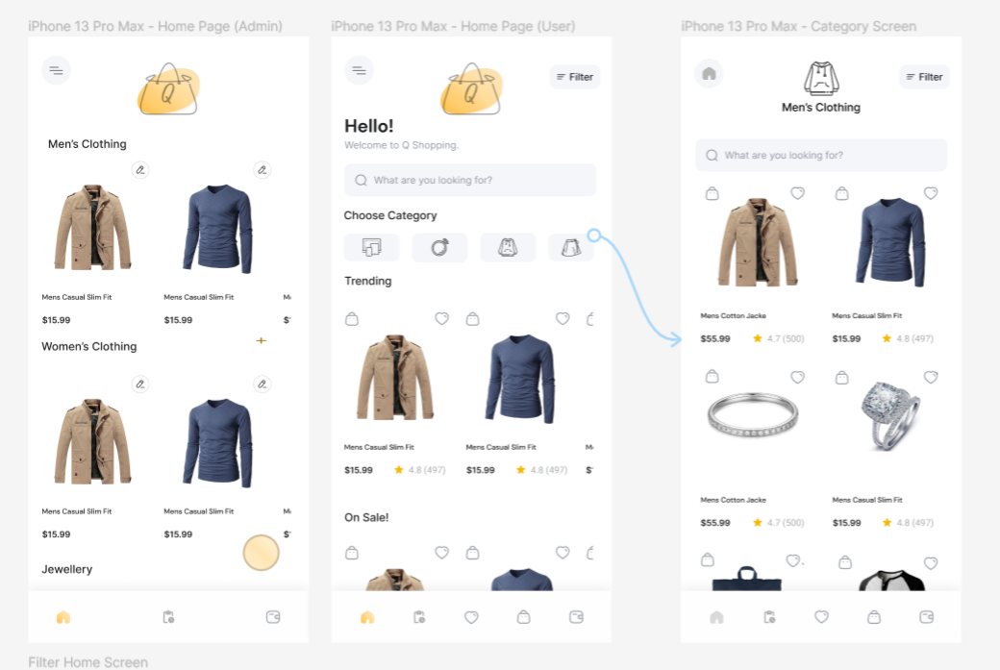 iPhone 13 Pro Max - Home Page (Admin)
Q
Men's Clothing
Mens Casual Slim Fit
Mens Casual Slim Fit
$15.99
$15.99
Women's Clothing
Mens Casual Slim Fit
Mens Casual Slim Fit
$15.99
$15.99
Jewellery
iPhone 13 Pro Max - Home Page (User)
Q
Filter
Hello!
Welcome to Q Shopping.
What are you looking for?
Choose Category
Trending
Mens Casual Slim Fit
Mens Casual Slim Fit
$15.99
4.8 (497)
$15.99
4.8 (497)
On Sale!
iPhone 13 Pro Max - Category Screen
Filter
Men's Clothing
What are you looking for?
Mens Cotton Jacke
Mens Casual Slim Fit
$55.99
4.7 (500)
$15.99
4.8 (497)
Mens Cotton Jacke
Mens Casual Slim Fit
$55.99
4.7 (500)
$15.99
4.8 (497)
Filter Home Screen